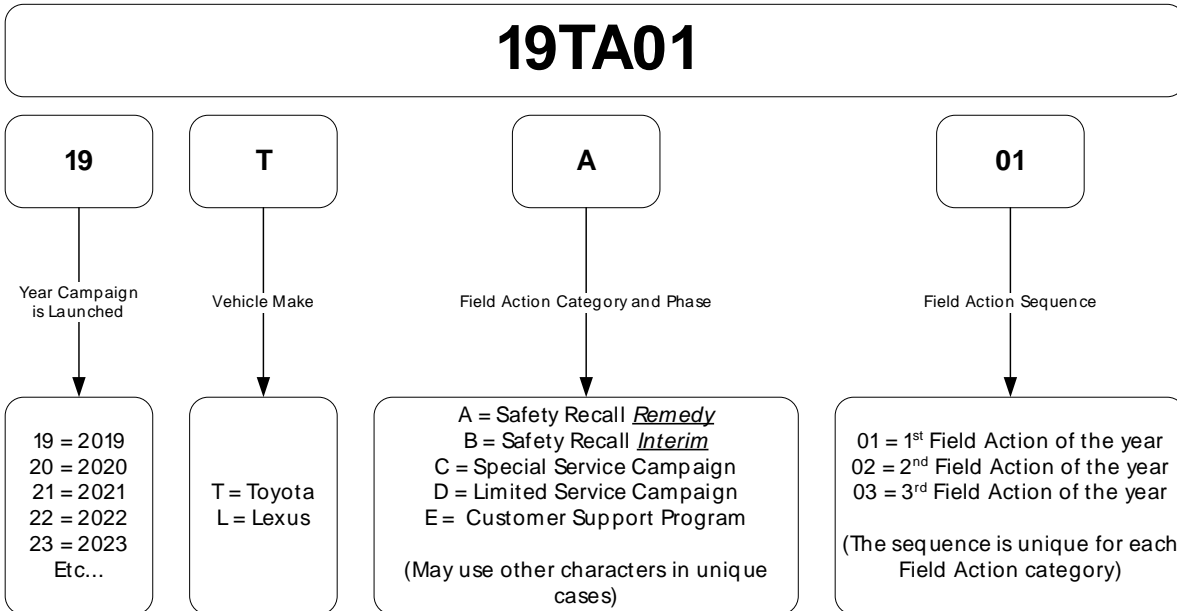 19TA01
19
T
A
01
Year Campaign
is Launched
Vehicle Make
Field Action Category and Phase
Field Action Sequence
19 = 2019
20 = 2020
21 = 2021
22 = 2022
23 = 2023
Etc...
T = Toyota
L = Lexus
A = Safety Recall Remedy
B = Safety Recall Interim
C = Special Service Campaign
D = Limited Service Campaign
E = Customer Support Program
(May use other characters in unique
cases)
01 = 1st Field Action of the year
02 = 2nd Field Action of the year
03 = 3rd Field Action of the year
(The sequence is unique for each
Field Action category)